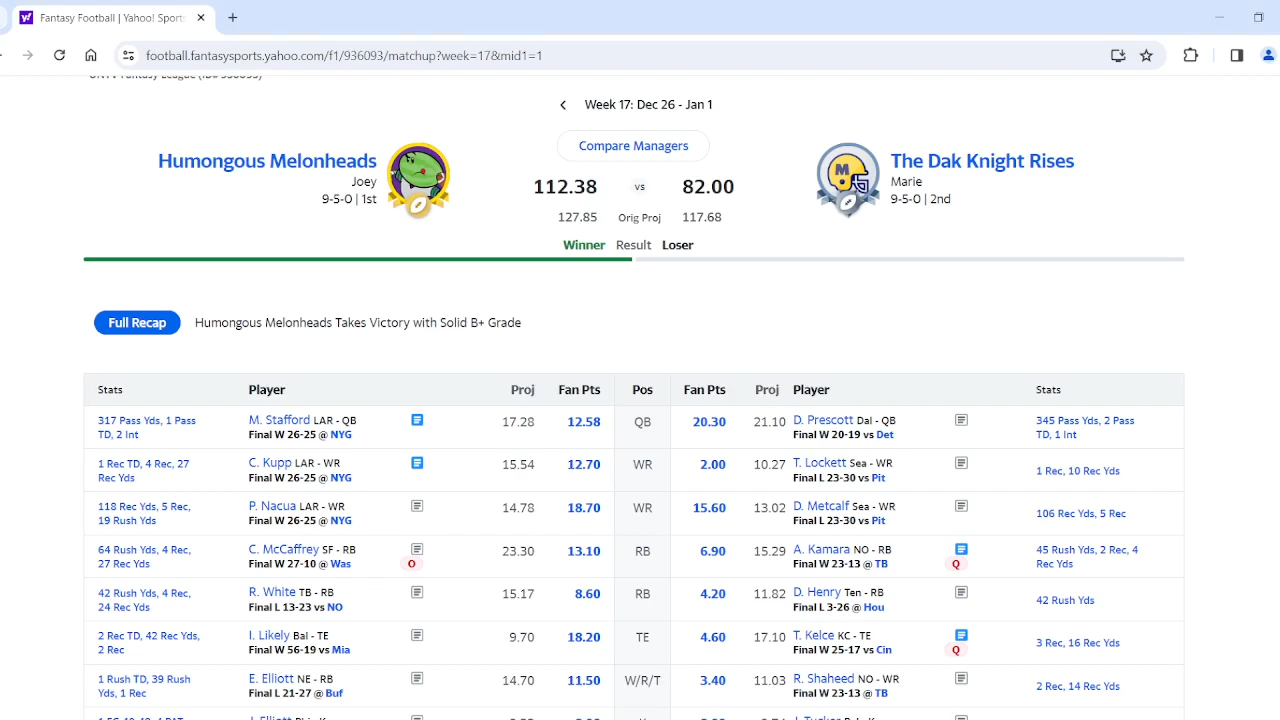 Fantasy Football | Yahoo! Sports
football.fantasysports.yahoo.com/f1/936093/matchup?week=17&mid1=1
Week 17: Dec 26 - Jan 1
Compare Managers
Humongous Melonheads
Joey
9-5-0 | 1st
112.38 vs 82.00
127.85 Orig Proj 117.68
Winner Result Loser
The Dak Knight Rises
Marie
9-5-0 | 2nd
Full Recap Humongous Melonheads Takes Victory with Solid B+ Grade
Stats Player Proj Fan Pts Pos Fan Pts Proj Player Stats
317 Pass Yds, 1 Pass M. Stafford LAR - QB 17.28 12.58 QB 20.30 21.10 D. Prescott Dal - QB 345 Pass Yds, 2 Pass
TD, 2 Int Final W 26-25 @ NYG Final W 20-19 vs Det TD, 1 Int
1 Rec TD, 4 Rec, 27 C. Kupp LAR - WR 15.54 12.70 WR 2.00 10.27 T. Lockett Sea - WR 1 Rec, 10 Rec Yds
Rec Yds Final W 26-25 @ NYG Final L 23-30 vs Pit
118 Rec Yds, 5 Rec, P. Nacua LAR - WR 14.78 18.70 WR 15.60 13.02 D. Metcalf Sea - WR 106 Rec Yds, 5 Rec
19 Rush Yds Final W 26-25 @ NYG Final L 23-30 vs Pit
64 Rush Yds, 4 Rec, C. McCaffrey SF - RB 23.30 13.10 RB 6.90 15.29 A. Kamara NO - RB 45 Rush Yds, 2 Rec, 4
27 Rec Yds Final W 27-10 @ Was O Final W 23-13 @ TB Q Rec Yds
42 Rush Yds, 4 Rec, R. White TB - RB 15.17 8.60 RB 4.20 11.82 D. Henry Ten - RB 42 Rush Yds
24 Rec Yds Final L 13-23 vs NO Final L 3-26 @ Hou
2 Rec TD, 42 Rec Yds, I. Likely Bal - TE 9.70 18.20 TE 4.60 17.10 T. Kelce KC - TE 3 Rec, 16 Rec Yds
2 Rec Final W 56-19 vs Mia Final W 25-17 vs Cin Q
1 Rush TD, 39 Rush E. Elliott NE - RB 14.70 11.50 W/R/T 3.40 11.03 R. Shaheed NO - WR 2 Rec, 14 Rec Yds
Yds, 1 Rec Final L 21-27 @ Buf Final W 23-13 @ TB